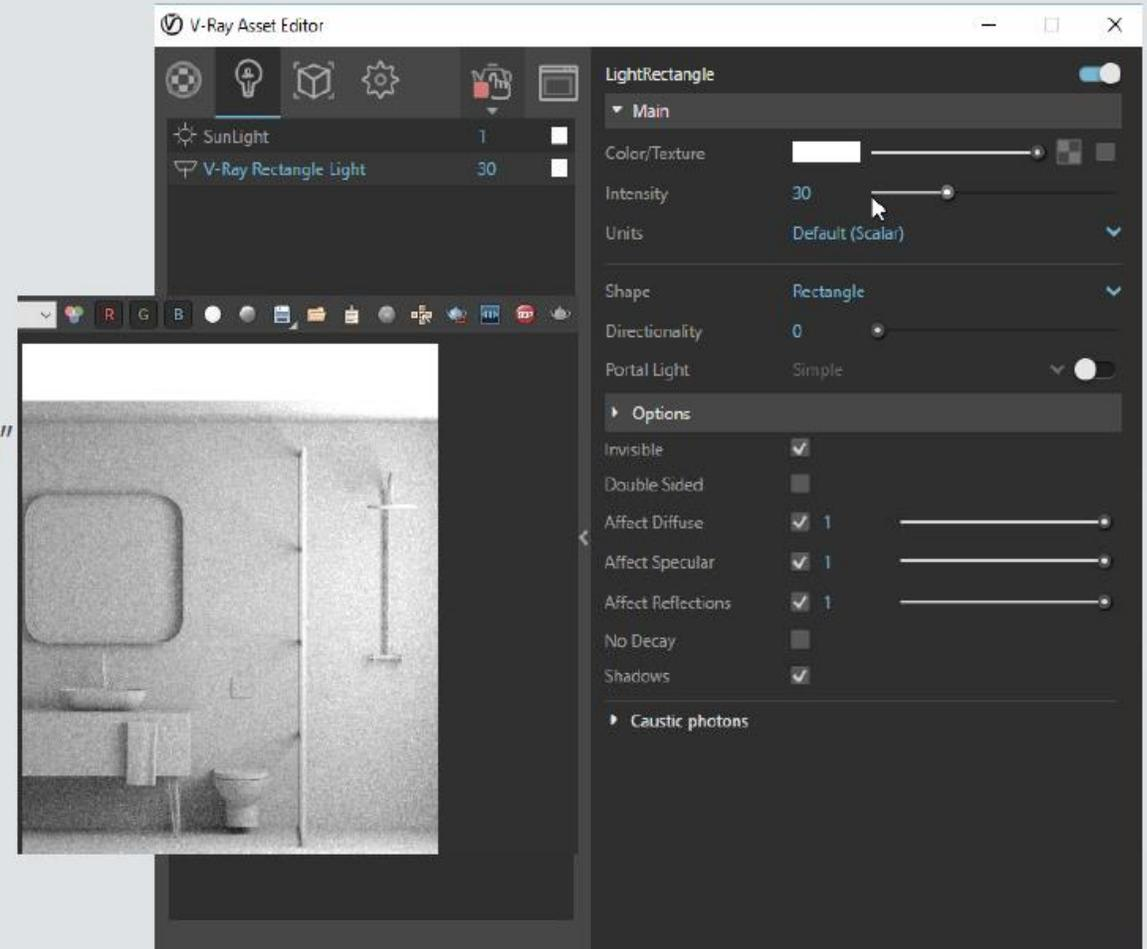 V-Ray Asset Editor
SunLight 1
V-Ray Rectangle Light 30
R G B
"
LightRectangle
Main
Color/Texture
Intensity 30
Units Default (Scalar)
Shape Rectangle
Directionality 0
Portal Light Simple
Options
Invisible
Double Sided
Affect Diffuse 1
Affect Specular 1
Affect Reflections 1
No Decay
Shadows
Caustic photons